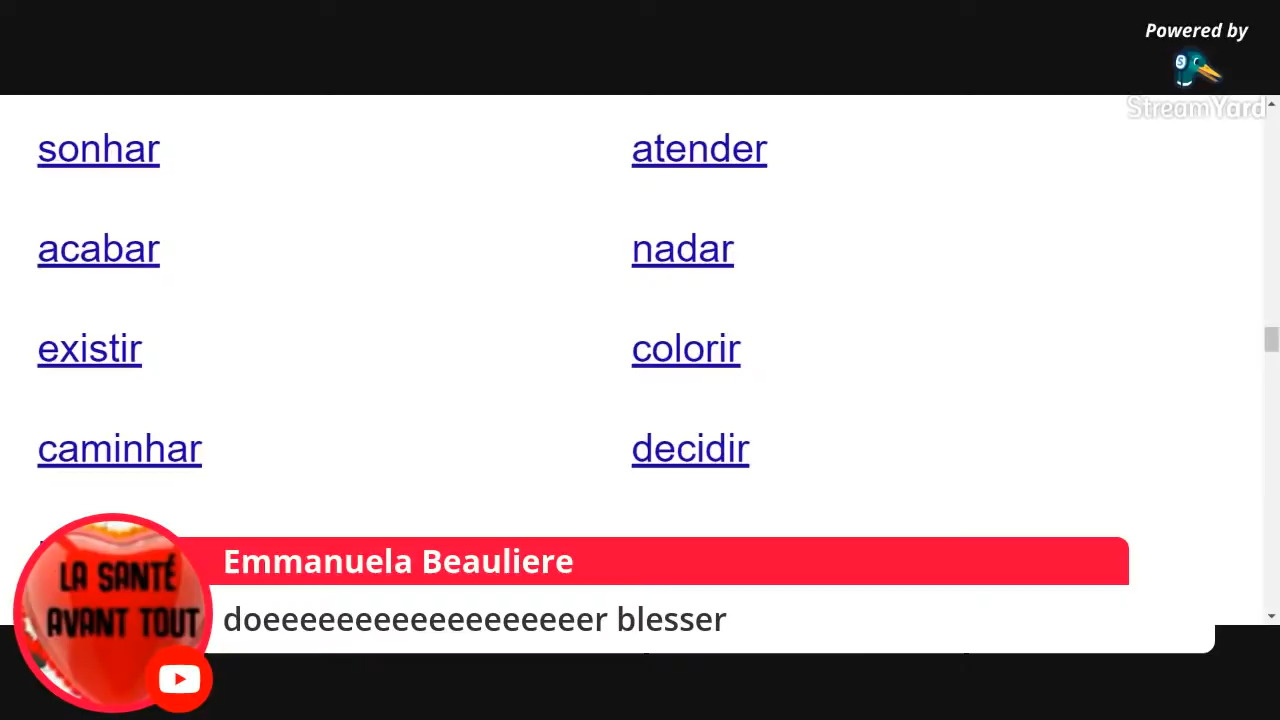 Powered by
S
StreamYard
sonhar
atender
acabar
nadar
existir
colorir
caminhar
decidir
LA SANTÉ
AVANT TOUT
Emmanuela Beauliere
doeeeeeeeeeeeeeeeeeer blesser